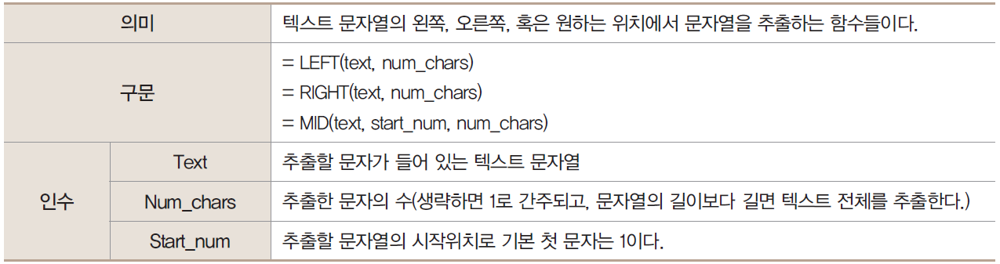 의미
텍스트 문자열의 왼쪽, 오른쪽, 혹은 원하는 위치에서 문자열을 추출하는 함수들이다.
구문
= LEFT(text, num_chars)
= RIGHT(text, num_chars)
= MID(text, start_num, num_chars)
인수
Text
추출할 문자가 들어 있는 텍스트 문자열
Num_chars
추출한 문자의 수(생략하면 1로 간주되고, 문자열의 길이보다 길면 텍스트 전체를 추출한다.)
Start_num
추출할 문자열의 시작위치로 기본 첫 문자는 1이다.